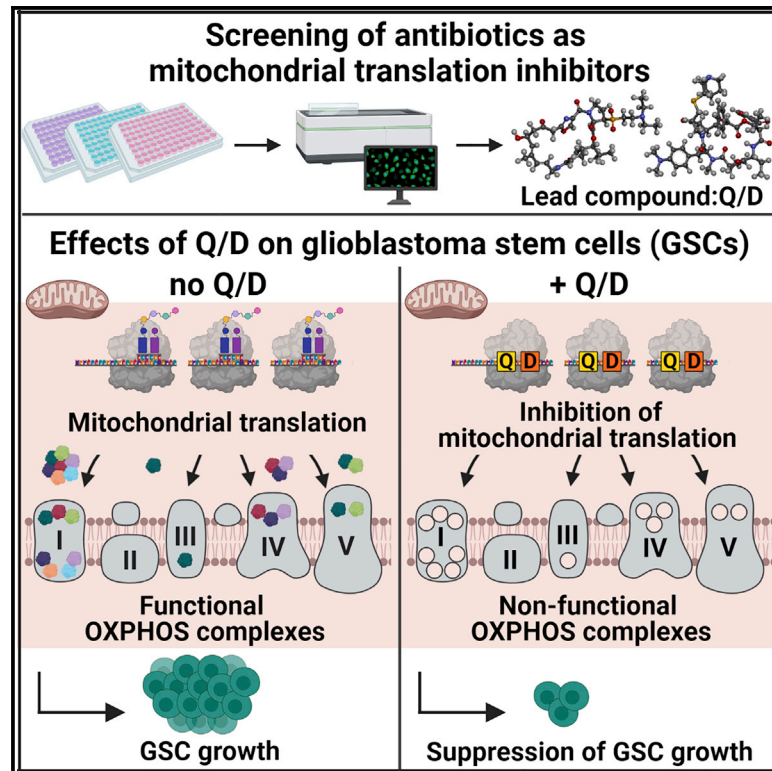 Screening of antibiotics as
mitochondrial translation inhibitors
Lead compound:Q/D
Effects of Q/D on glioblastoma stem cells (GSCs)
no Q/D
Mitochondrial translation
I
II
III
IV
V
Functional
OXPHOS complexes
GSC growth
+ Q/D
Q D Q D Q D
Inhibition of
mitochondrial translation
I
II
III
IV
V
Non-functional
OXPHOS complexes
Suppression of GSC growth